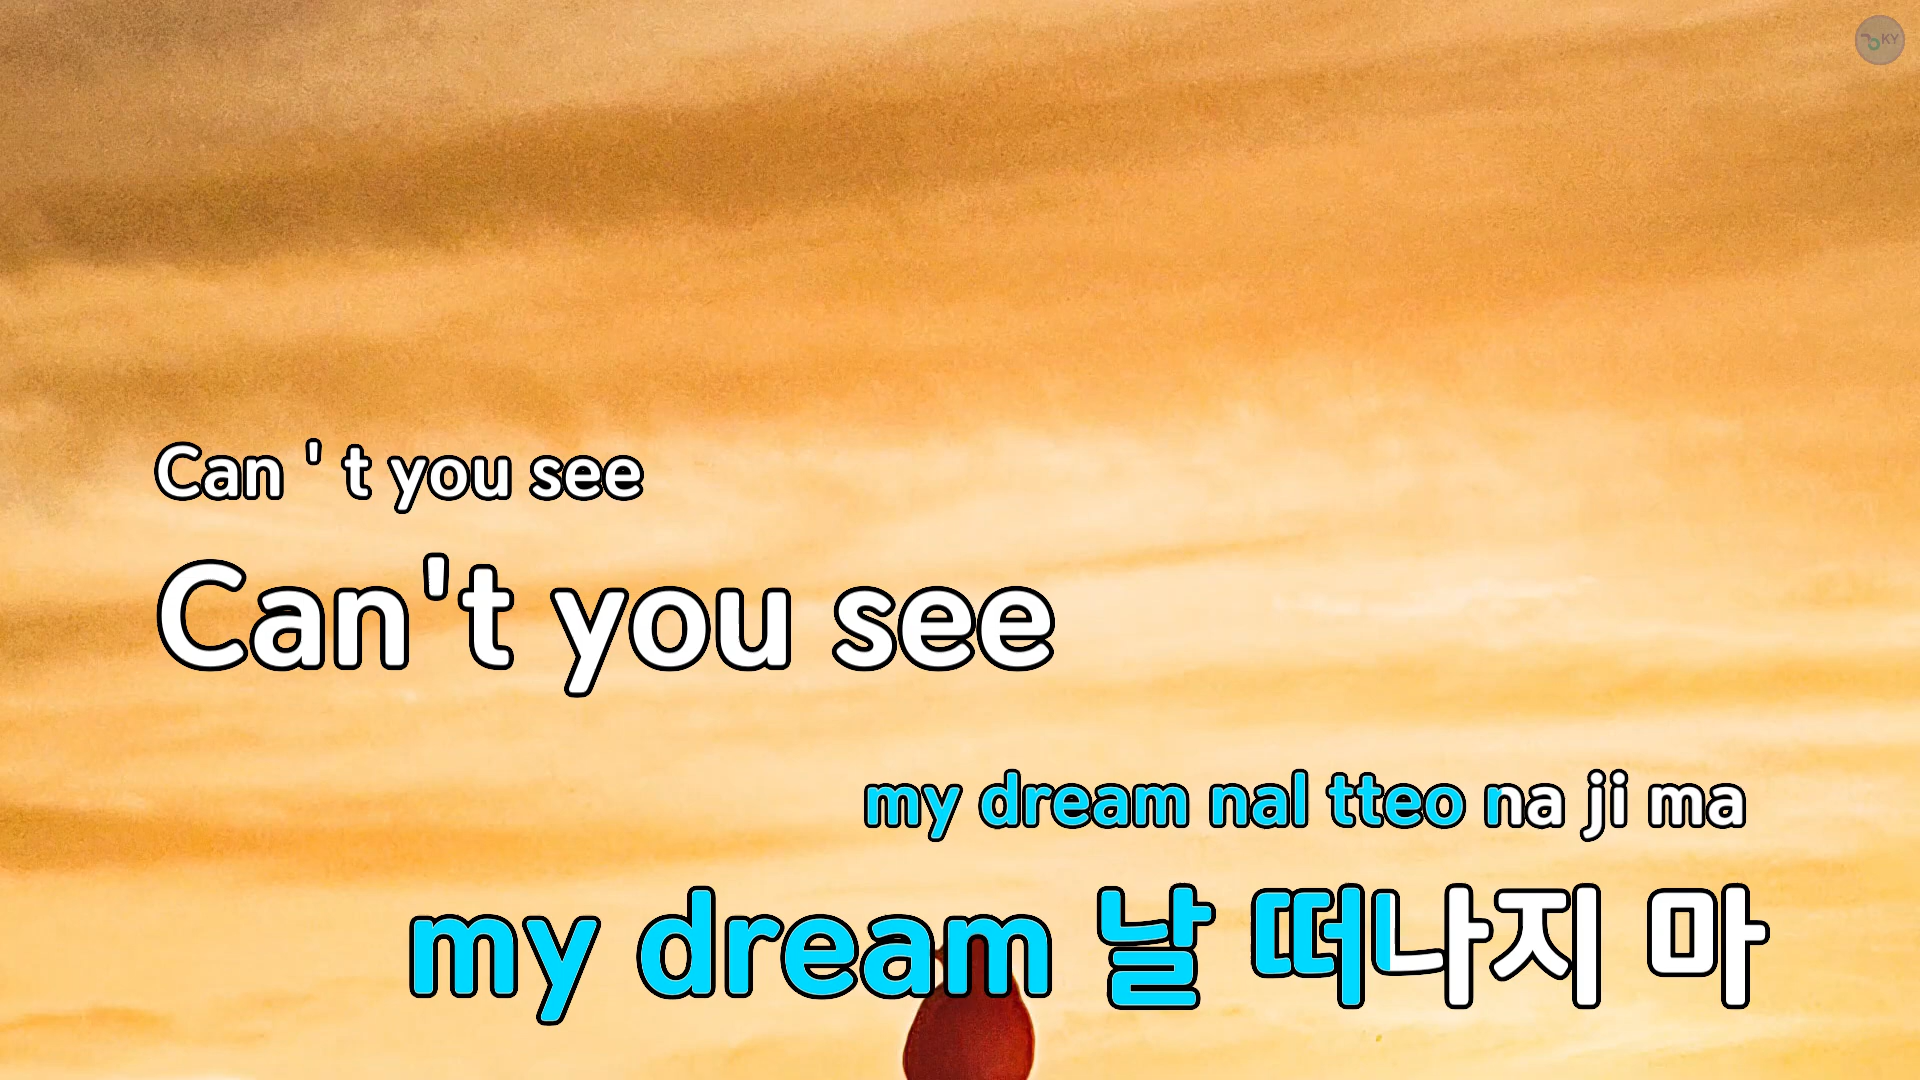 KY
Can ' t you see
Can't you see
my dream nal tteo na ji ma
my dream 날 떠나지 마